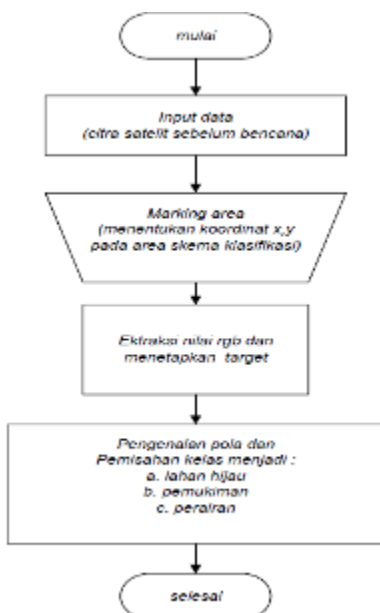 mulai
Input data
(citra satelit sebelum bencana)
Marking area
(menentukan koordinat x,y
pada area skema klasifikasi)
Ektraksi nilai rgb dan
menetapkan target
Pengenalan pola dan
Pemisahan kelas menjadi :
a. lahan hijau
b. pemukiman
c. perairan
selesai